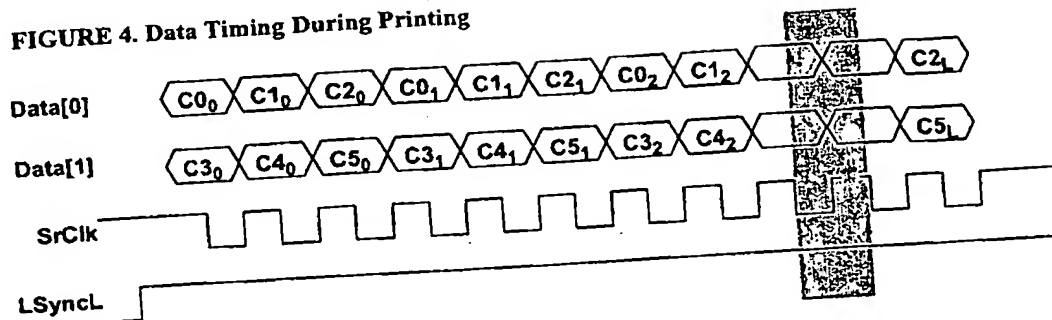 FIGURE 4. Data Timing During Printing
Data[0] C0₀ C1₀ C2₀ C0₁ C1₁ C2₁ C0₂ C1₂ C2L
Data[1] C3₀ C4₀ C5₀ C3₁ C4₁ C5₁ C3₂ C4₂ C5L
SrClk
LSyncL